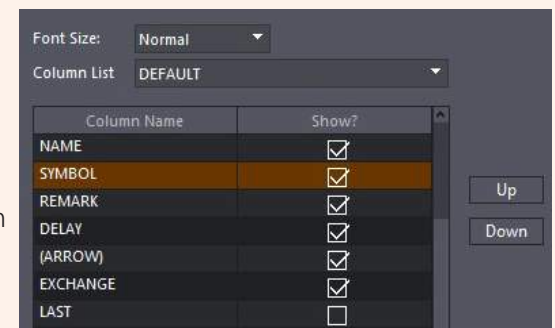 Font Size: Normal
Column List DEFAULT
Column Name Show?
NAME
SYMBOL
REMARK
DELAY
(ARROW)
EXCHANGE
LAST
Up
Down